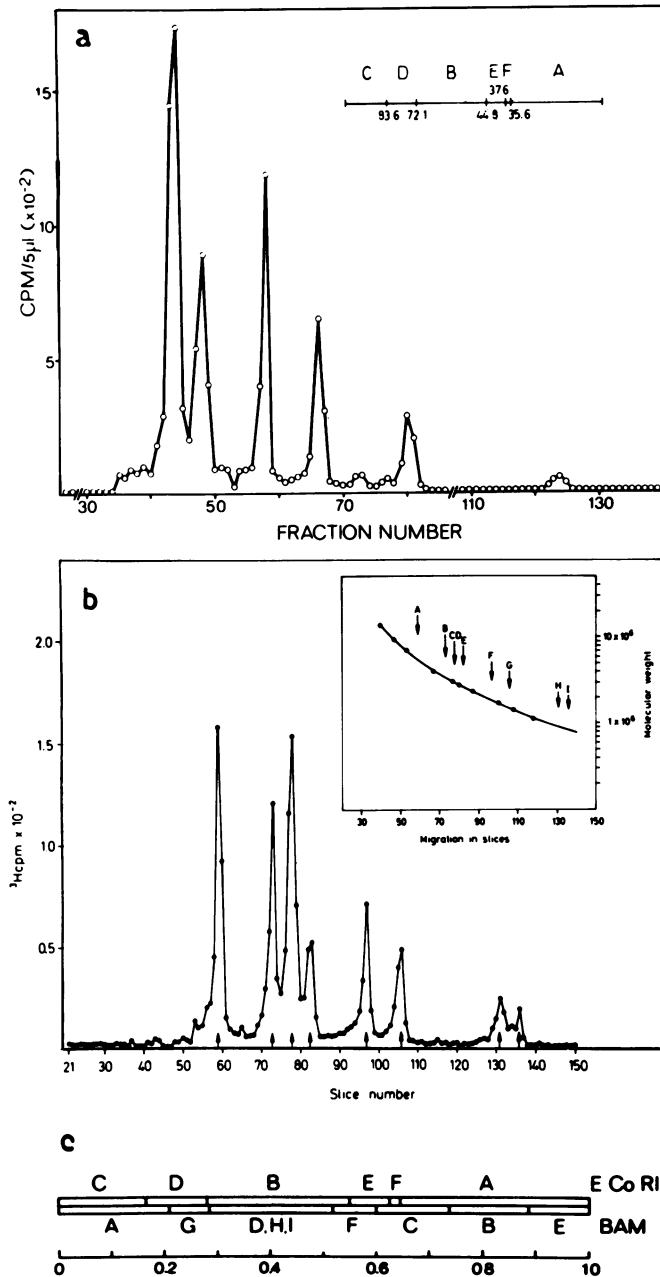 a
C D B E F A
37.6
93.6 72.1 44.9 35.6
15
10
5
CPM/5µl (x10-2)
30 50 70 110 130
FRACTION NUMBER
b
2.0
1.5
1.0
0.5
³Hcpm x 10-2
A
B
CD
E
F
G
H I
10x10⁶
1x10⁶
Molecular weight
30 50 70 90 110 130 150
Migration in slices
21 30 40 50 60 70 80 90 100 110 120 130 140 150
Slice number
c
C D B E F A E Co RI
A G D,H,I F C B E BAM
0 0.2 0.4 0.6 0.8 1.0